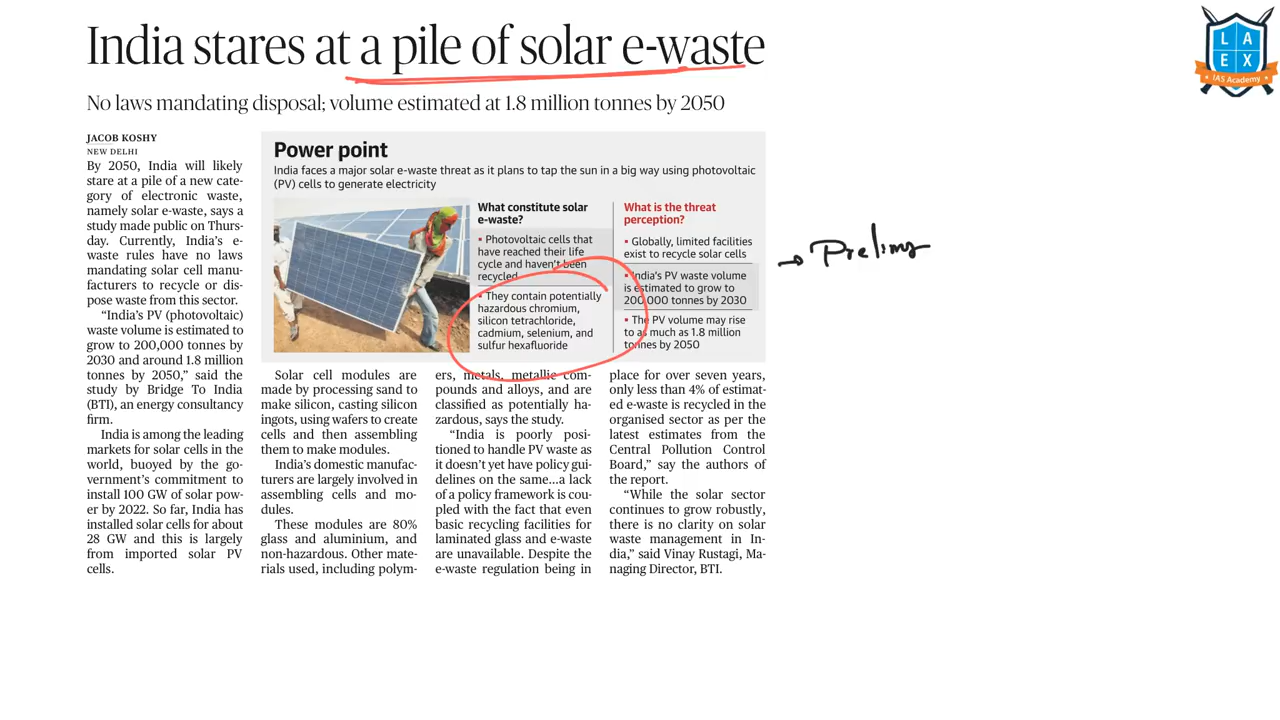 India stares at a pile of solar e-waste
No laws mandating disposal; volume estimated at 1.8 million tonnes by 2050
JACOB KOSHY
NEW DELHI
By 2050, India will likely
stare at a pile of a new cate-
gory of electronic waste,
namely solar e-waste, says a
study made public on Thurs-
day. Currently, India's e-
waste rules have no laws
mandating solar cell manu-
facturers to recycle or dis-
pose waste from this sector.
"India's PV (photovoltaic)
waste volume is estimated to
grow to 200,000 tonnes by
2030 and around 1.8 million
tonnes by 2050," said the
study by Bridge To India
(BTI), an energy consultancy
firm.
India is among the leading
markets for solar cells in the
world, buoyed by the go-
vernment's commitment to
install 100 GW of solar pow-
er by 2022. So far, India has
installed solar cells for about
28 GW and this is largely
from imported solar PV
cells.
Power point
India faces a major solar e-waste threat as it plans to tap the sun in a big way using photovoltaic
(PV) cells to generate electricity
What constitute solar
e-waste?
▪ Photovoltaic cells that
have reached their life
cycle and haven't been
recycled
▪ They contain potentially
hazardous chromium,
silicon tetrachloride,
cadmium, selenium, and
sulfur hexafluoride
What is the threat
perception?
▪ Globally, limited facilities
exist to recycle solar cells
▪ India's PV waste volume
is estimated to grow to
200,000 tonnes by 2030
▪ The PV volume may rise
to as much as 1.8 million
tonnes by 2050
Solar cell modules are
made by processing sand to
make silicon, casting silicon
ingots, using wafers to create
cells and then assembling
them to make modules.
India's domestic manufac-
turers are largely involved in
assembling cells and mo-
dules.
These modules are 80%
glass and aluminium, and
non-hazardous. Other mate-
rials used, including polym-
ers, metals, metallic com-
pounds and alloys, and are
classified as potentially ha-
zardous, says the study.
"India is poorly posi-
tioned to handle PV waste as
it doesn't yet have policy gui-
delines on the same...a lack
of a policy framework is cou-
pled with the fact that even
basic recycling facilities for
laminated glass and e-waste
are unavailable. Despite the
e-waste regulation being in
place for over seven years,
only less than 4% of estimat-
ed e-waste is recycled in the
organised sector as per the
latest estimates from the
Central Pollution Control
Board," say the authors of
the report.
"While the solar sector
continues to grow robustly,
there is no clarity on solar
waste management in In-
dia," said Vinay Rustagi, Ma-
naging Director, BTI.
→ Prelims
L A
E X
IAS Academy